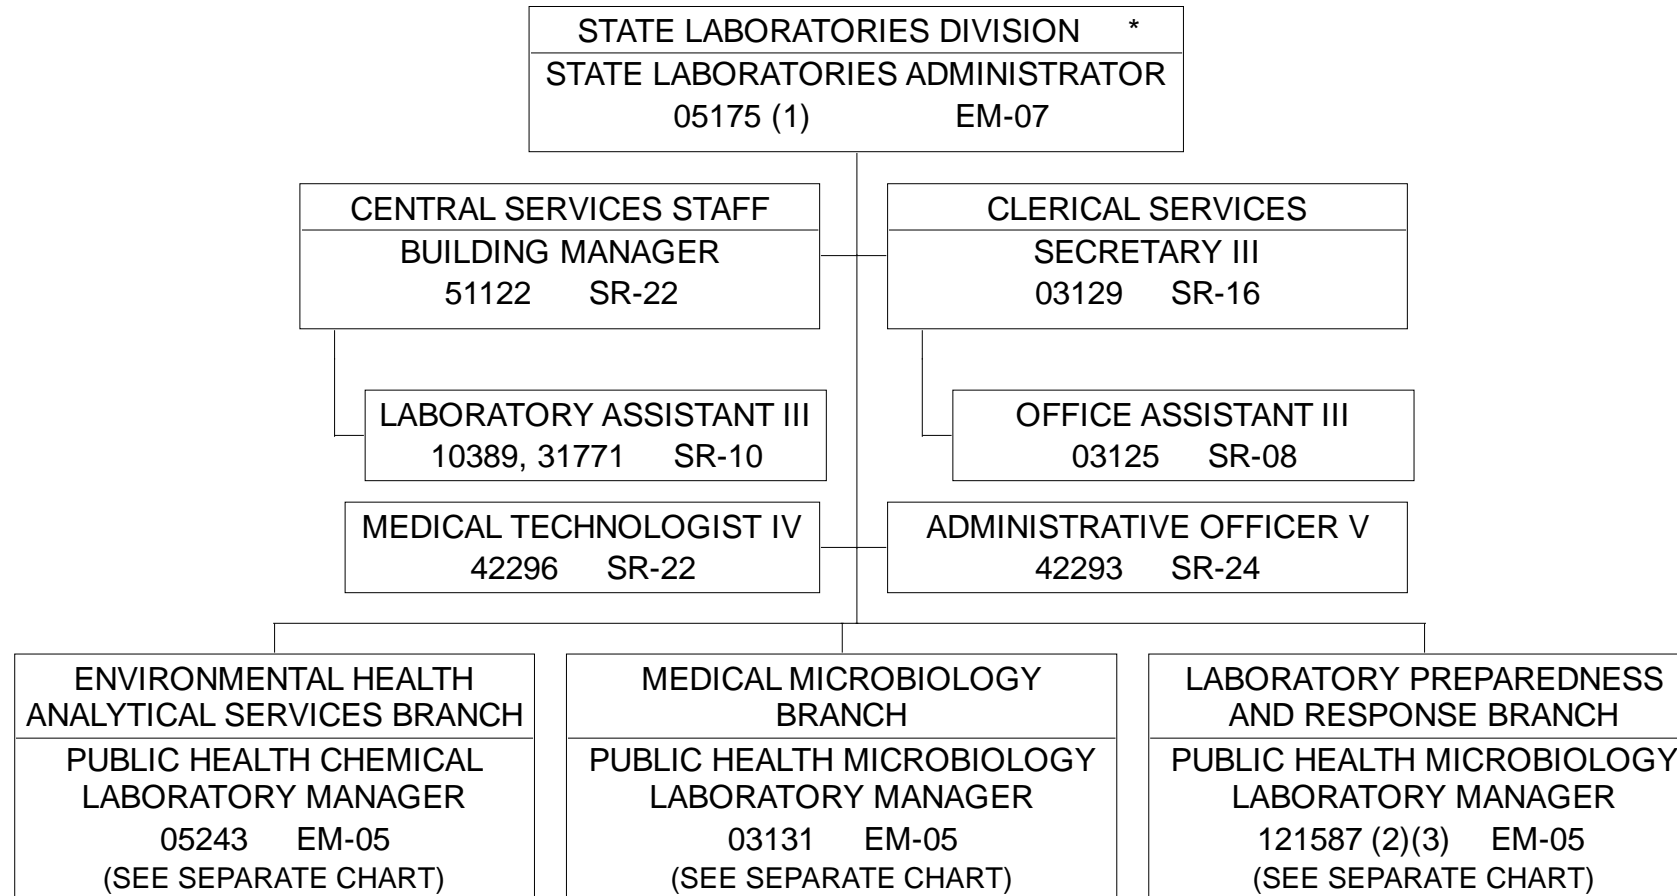 STATE LABORATORIES DIVISION *
STATE LABORATORIES ADMINISTRATOR
05175 (1) EM-07
CENTRAL SERVICES STAFF
BUILDING MANAGER
51122 SR-22
CLERICAL SERVICES
SECRETARY III
03129 SR-16
LABORATORY ASSISTANT III
10389, 31771 SR-10
OFFICE ASSISTANT III
03125 SR-08
MEDICAL TECHNOLOGIST IV
42296 SR-22
ADMINISTRATIVE OFFICER V
42293 SR-24
ENVIRONMENTAL HEALTH
ANALYTICAL SERVICES BRANCH
PUBLIC HEALTH CHEMICAL
LABORATORY MANAGER
05243 EM-05
(SEE SEPARATE CHART)
MEDICAL MICROBIOLOGY
BRANCH
PUBLIC HEALTH MICROBIOLOGY
LABORATORY MANAGER
03131 EM-05
(SEE SEPARATE CHART)
LABORATORY PREPAREDNESS
AND RESPONSE BRANCH
PUBLIC HEALTH MICROBIOLOGY
LABORATORY MANAGER
121587 (2)(3) EM-05
(SEE SEPARATE CHART)